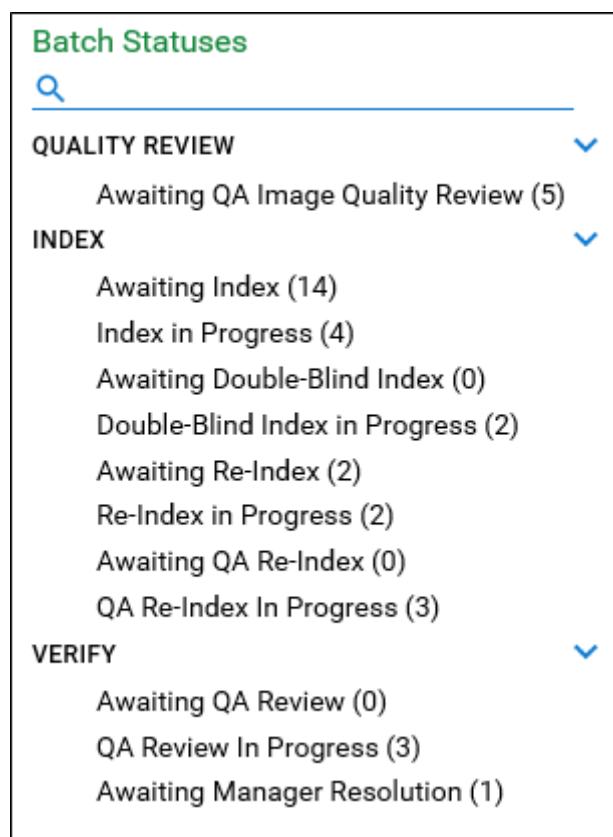 Batch Statuses
QUALITY REVIEW
Awaiting QA Image Quality Review (5)
INDEX
Awaiting Index (14)
Index in Progress (4)
Awaiting Double-Blind Index (0)
Double-Blind Index in Progress (2)
Awaiting Re-Index (2)
Re-Index in Progress (2)
Awaiting QA Re-Index (0)
QA Re-Index In Progress (3)
VERIFY
Awaiting QA Review (0)
QA Review In Progress (3)
Awaiting Manager Resolution (1)